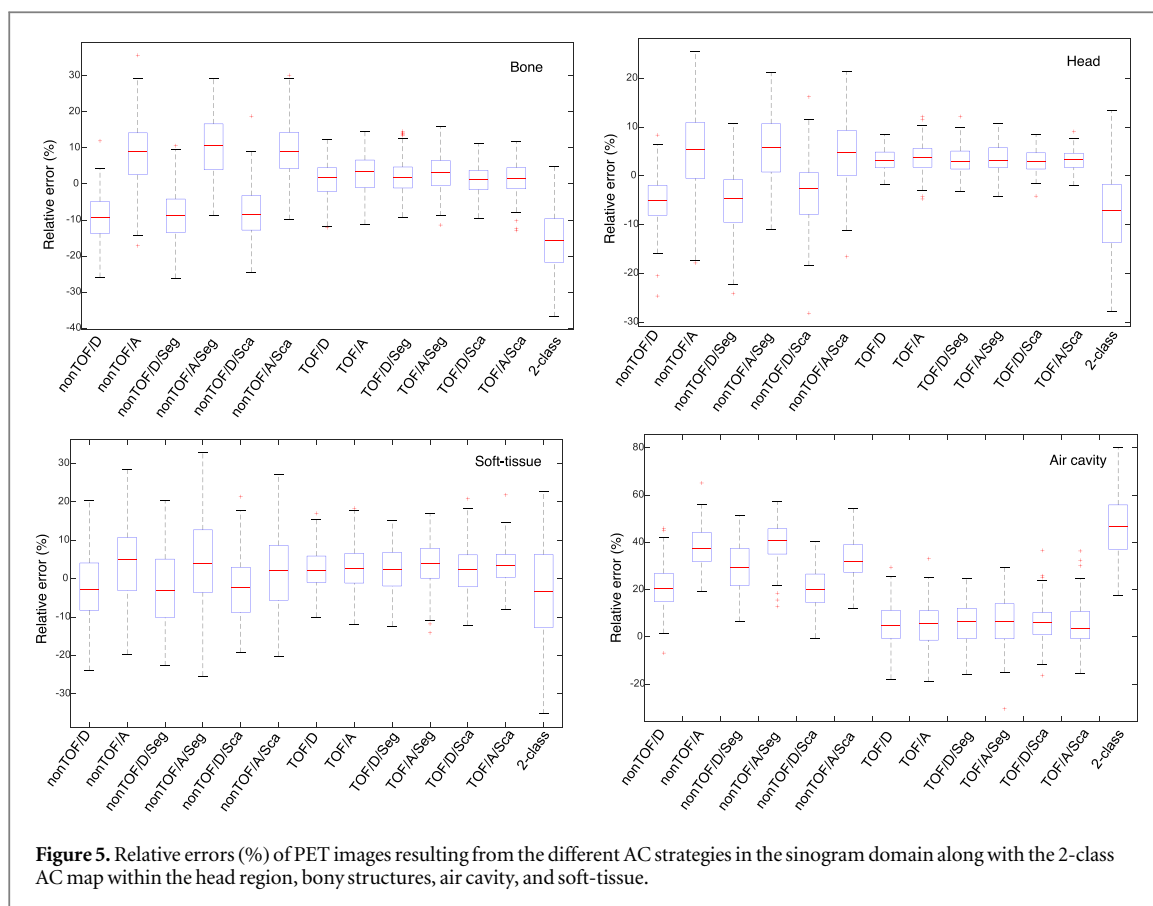 Bone
Relative error (%)
30
20
10
0
-10
-20
-30
-40
nonTOF/D
nonTOF/A
nonTOF/D/Seg
nonTOF/A/Seg
nonTOF/D/Sca
nonTOF/A/Sca
TOF/D
TOF/A
TOF/D/Seg
TOF/A/Seg
TOF/D/Sca
TOF/A/Sca
2-class
Head
Relative error (%)
20
10
0
-10
-20
-30
nonTOF/D
nonTOF/A
nonTOF/D/Seg
nonTOF/A/Seg
nonTOF/D/Sca
nonTOF/A/Sca
TOF/D
TOF/A
TOF/D/Seg
TOF/A/Seg
TOF/D/Sca
TOF/A/Sca
2-class
Soft-tissue
Relative error (%)
30
20
10
0
-10
-20
-30
nonTOF/D
nonTOF/A
nonTOF/D/Seg
nonTOF/A/Seg
nonTOF/D/Sca
nonTOF/A/Sca
TOF/D
TOF/A
TOF/D/Seg
TOF/A/Seg
TOF/D/Sca
TOF/A/Sca
2-class
Air cavity
Relative error (%)
80
60
40
20
0
-20
nonTOF/D
nonTOF/A
nonTOF/D/Seg
nonTOF/A/Seg
nonTOF/D/Sca
nonTOF/A/Sca
TOF/D
TOF/A
TOF/D/Seg
TOF/A/Seg
TOF/D/Sca
TOF/A/Sca
2-class
Figure 5. Relative errors (%) of PET images resulting from the different AC strategies in the sinogram domain along with the 2-class
AC map within the head region, bony structures, air cavity, and soft-tissue.